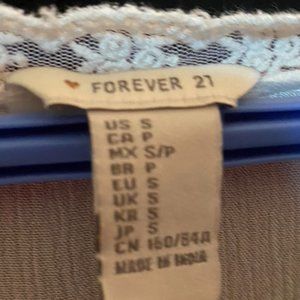 FOREVER 21
US S
CA P
MX S/P
BR P
EU S
UK S
KR S
JP S
CN 160/84A
MADE IN INDIA